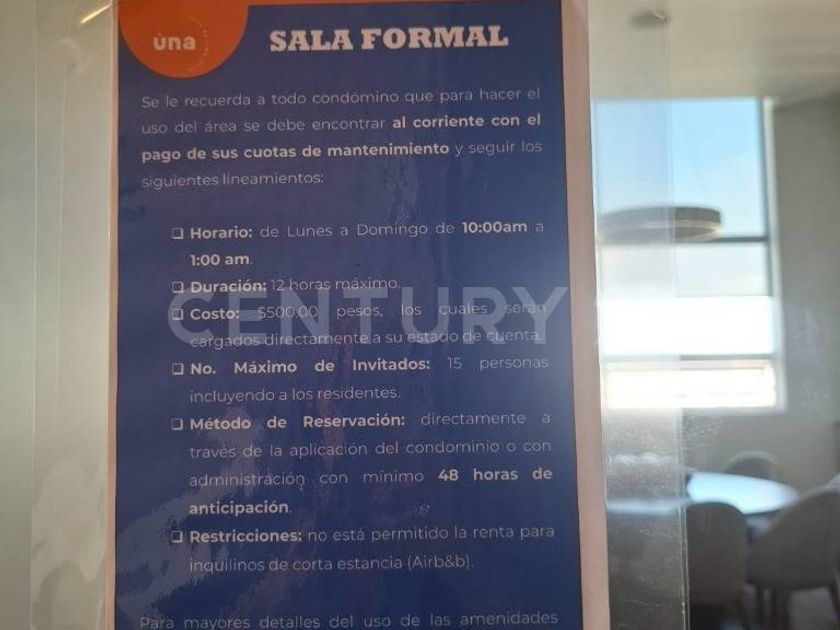 úna
SALA FORMAL
Se le recuerda a todo condómino que para hacer el
uso del área se debe encontrar al corriente con el
pago de sus cuotas de mantenimiento y seguir los
siguientes lineamientos:
❑ Horario: de Lunes a Domingo de 10:00am a
1:00 am.
❑ Duración: 12 horas máximo.
❑ Costo: $500.00 pesos, los cuales serán
cargados directamente a su estado de cuenta.
CENTURY
❑ No. Máximo de Invitados: 15 personas
incluyendo a los residentes.
❑ Método de Reservación: directamente a
través de la aplicación del condominio o con
administración con mínimo 48 horas de
anticipación.
❑ Restricciones: no está permitido la renta para
inquilinos de corta estancia (Airb&b).
Para mayores detalles del uso de las amenidades